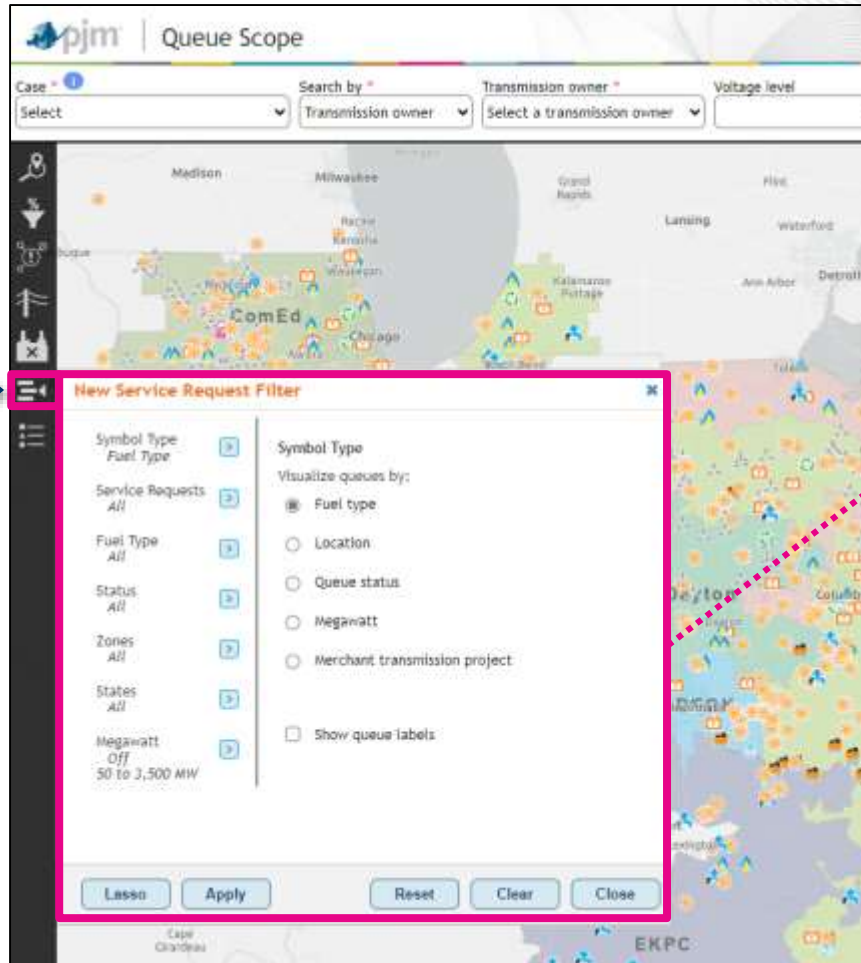 pjm
Queue Scope
Case *
Search by *
Transmission owner *
Voltage level
Select
Transmission owner
Select a transmission owner
Madison
Milwaukee
Grand
Rapids
Flint
Lansing
Waterford
Racine
Kenosha
Waukegan
buque
Kalamazoo
Portage
Ann Arbor
Detroit
ComEd
Chicago
South Bend
Toledo
New Service Request Filter
Symbol Type
Fuel Type
Service Requests
All
Fuel Type
All
Status
All
Zones
All
States
All
Megawatt
Off
50 to 3,500 MW
Symbol Type
Visualize queues by:
Fuel type
Location
Queue status
Megawatt
Merchant transmission project
Show queue labels
Lasso
Apply
Reset
Clear
Close
Dayton
Columb
Cape
Girardeau
EKPC